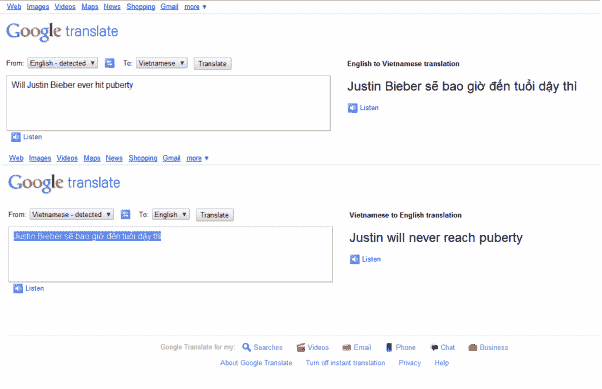 Web Images Videos Maps News Shopping Gmail more ▼
Google translate
From: English - detected To: Vietnamese Translate
English to Vietnamese translation
Will Justin Bieber ever hit puberty
Justin Bieber sẽ bao giờ đến tuổi dậy thì
Listen
Listen
Web Images Videos Maps News Shopping Gmail more ▼
Google translate
From: Vietnamese - detected To: English Translate
Vietnamese to English translation
Justin Bieber sẽ bao giờ đến tuổi dậy thì
Justin will never reach puberty
Listen
Listen
Google Translate for my: Searches Videos Email Phone Chat Business
About Google Translate Turn off instant translation Privacy Help